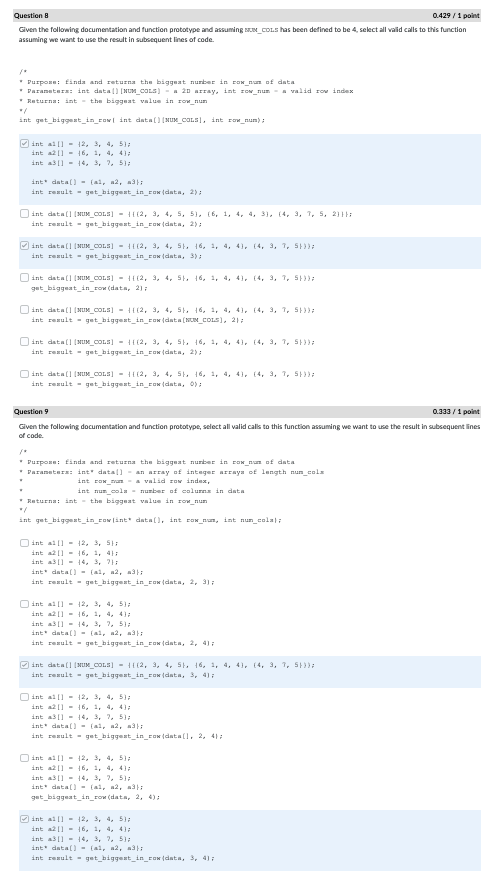 Question 8 0.429 / 1 point
Given the following documentation and function prototype and assuming NUM_COLS has been defined to be 4, select all valid calls to this function
assuming we want to use the result in subsequent lines of code.
/*
* Purpose: finds and returns the biggest number in row_num of data
* Parameters: int data[][NUM_COLS] - a 2D array, int row_num - a valid row index
* Returns: int - the biggest value in row_num
*/
int get_biggest_in_row( int data[][NUM_COLS], int row_num);
int a1[] = {2, 3, 4, 5};
int a2[] = {6, 1, 4, 4};
int a3[] = {4, 3, 7, 5};
int* data[] = {a1, a2, a3};
int result = get_biggest_in_row(data, 2);
int data[][NUM_COLS] = {{{2, 3, 4, 5, 5}, {6, 1, 4, 4, 3}, {4, 3, 7, 5, 2}}};
int result = get_biggest_in_row(data, 2);
int data[][NUM_COLS] = {{{2, 3, 4, 5}, {6, 1, 4, 4}, {4, 3, 7, 5}}};
int result = get_biggest_in_row(data, 3);
int data[][NUM_COLS] = {{{2, 3, 4, 5}, {6, 1, 4, 4}, {4, 3, 7, 5}}};
get_biggest_in_row(data, 2);
int data[][NUM_COLS] = {{{2, 3, 4, 5}, {6, 1, 4, 4}, {4, 3, 7, 5}}};
int result = get_biggest_in_row(data[NUM_COLS], 2);
int data[][NUM_COLS] = {{{2, 3, 4, 5}, {6, 1, 4, 4}, {4, 3, 7, 5}}};
int result = get_biggest_in_row(data, 2);
int data[][NUM_COLS] = {{{2, 3, 4, 5}, {6, 1, 4, 4}, {4, 3, 7, 5}}};
int result = get_biggest_in_row(data, 0);
Question 9 0.333 / 1 point
Given the following documentation and function prototype, select all valid calls to this function assuming we want to use the result in subsequent lines
of code.
/*
* Purpose: finds and returns the biggest number in row_num of data
* Parameters: int* data[] - an array of integer arrays of length num_cols
* int row_num - a valid row index,
* int num_cols - number of columns in data
* Returns: int - the biggest value in row_num
*/
int get_biggest_in_row(int* data[], int row_num, int num_cols);
int a1[] = {2, 3, 5};
int a2[] = {6, 1, 4};
int a3[] = {4, 3, 7};
int* data[] = {a1, a2, a3};
int result = get_biggest_in_row(data, 2, 3);
int a1[] = {2, 3, 4, 5};
int a2[] = {6, 1, 4, 4};
int a3[] = {4, 3, 7, 5};
int* data[] = {a1, a2, a3};
int result = get_biggest_in_row(data, 2, 4);
int data[][NUM_COLS] = {{{2, 3, 4, 5}, {6, 1, 4, 4}, {4, 3, 7, 5}}};
int result = get_biggest_in_row(data, 3, 4);
int a1[] = {2, 3, 4, 5};
int a2[] = {6, 1, 4, 4};
int a3[] = {4, 3, 7, 5};
int* data[] = {a1, a2, a3};
int result = get_biggest_in_row(data[], 2, 4);
int a1[] = {2, 3, 4, 5};
int a2[] = {6, 1, 4, 4};
int a3[] = {4, 3, 7, 5};
int* data[] = {a1, a2, a3};
get_biggest_in_row(data, 2, 4);
int a1[] = {2, 3, 4, 5};
int a2[] = {6, 1, 4, 4};
int a3[] = {4, 3, 7, 5};
int* data[] = {a1, a2, a3};
int result = get_biggest_in_row(data, 3, 4);